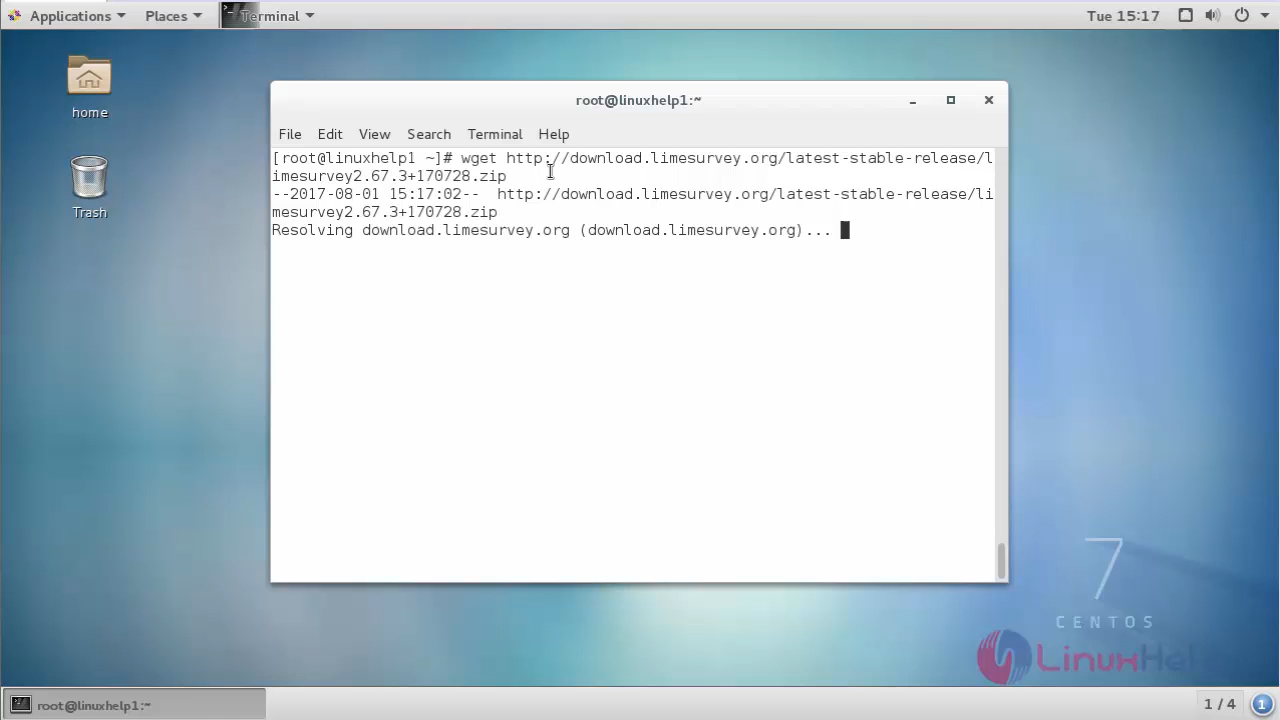 Applications Places Terminal Tue 15:17
home
Trash
root@linuxhelp1:~
File Edit View Search Terminal Help
[root@linuxhelp1 ~]# wget http://download.limesurvey.org/latest-stable-release/l
imesurvey2.67.3+170728.zip
--2017-08-01 15:17:02-- http://download.limesurvey.org/latest-stable-release/li
mesurvey2.67.3+170728.zip
Resolving download.limesurvey.org (download.limesurvey.org)...
7
CENTOS
root@linuxhelp1:~ 1 / 4 1